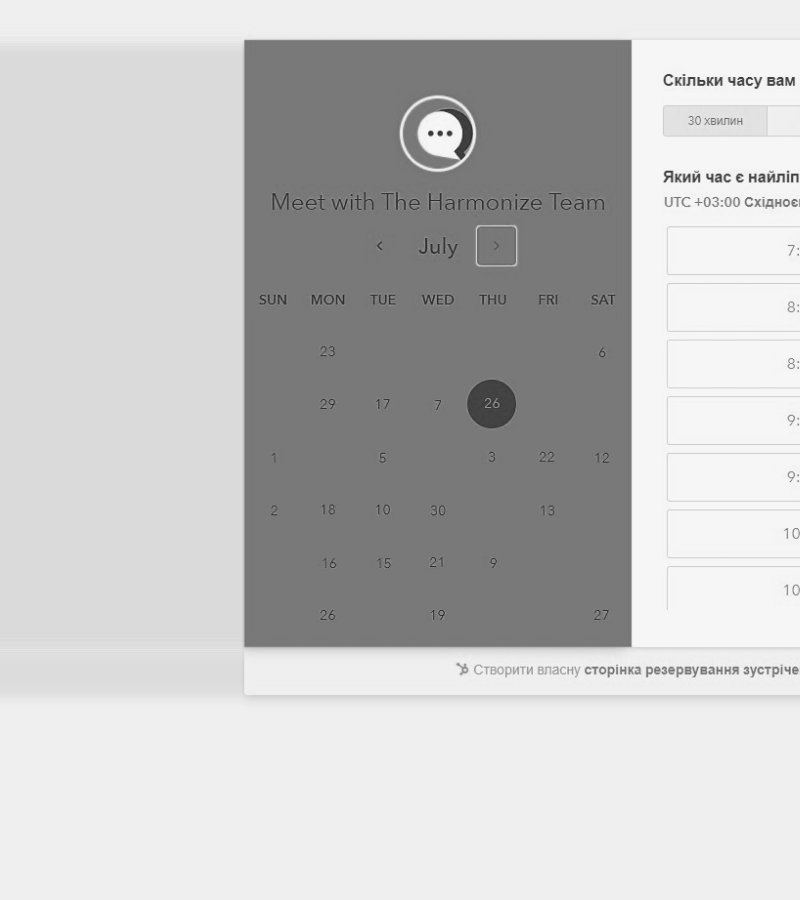 Meet with The Harmonize Team
July
SUN MON TUE WED THU FRI SAT
23 6
29 17 7 26
1 5 3 22 12
2 18 10 30 13
16 15 21 9
26 19 27
Скільки часу вам
30 хвилин
Який час є найліп
UTC +03:00 Східноє
7:
8:
8:
9:
9:
10
10
Створити власну сторінка резервування зустріче